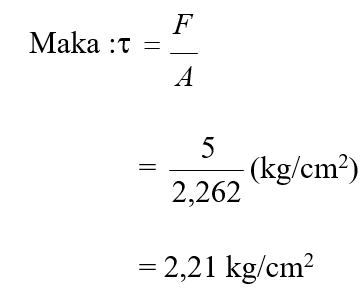 Maka :τ = F/A
= 5/2,262 (kg/cm²)
= 2,21 kg/cm²